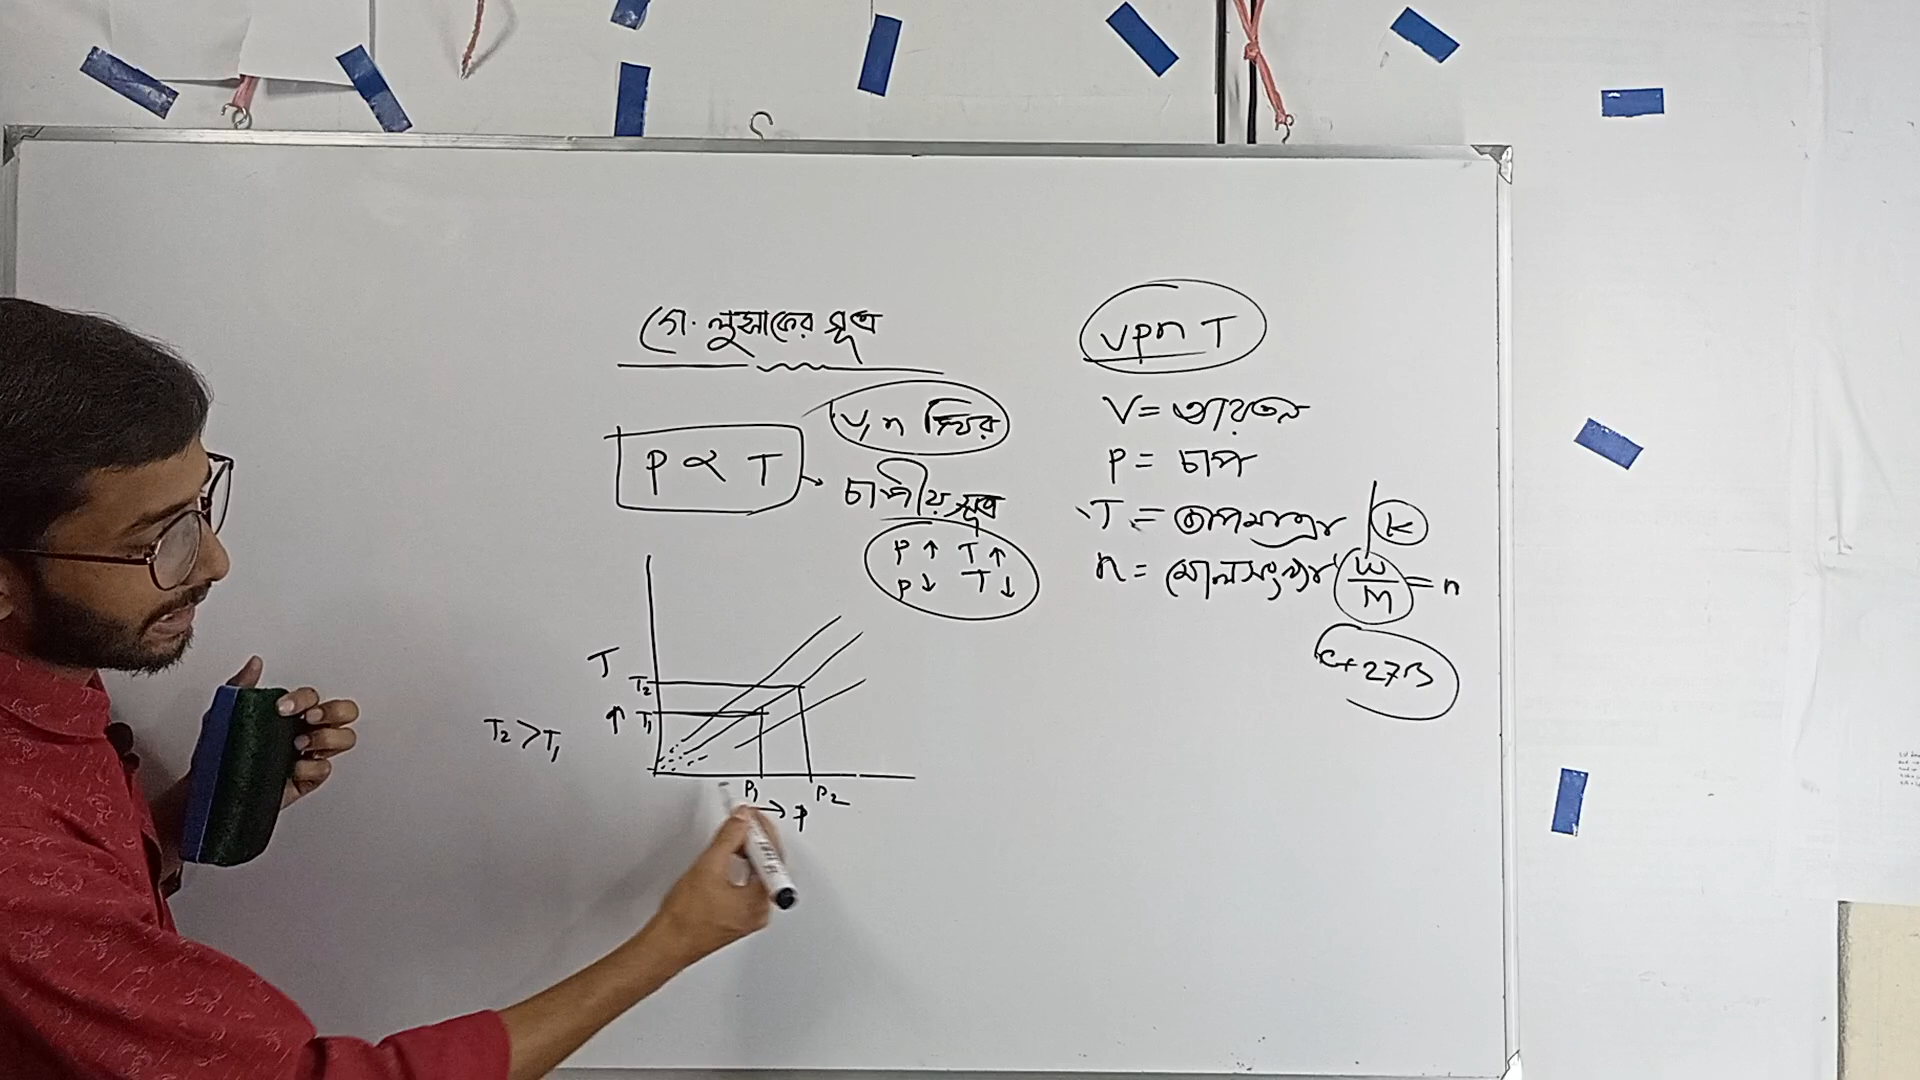 গে. লুসাকের সূত্র
V, n স্থির
P ∝ T
চাপীয় সূত্র
P ↑ T ↑
P ↓ T ↓
T
T₂
↑ T₁
T₂ > T₁
P₁ P₂
→ P
VPnT
V = আয়তন
P = চাপ
T = তাপমাত্রা K
n = মোলসংখ্যা W/M = n
C+273